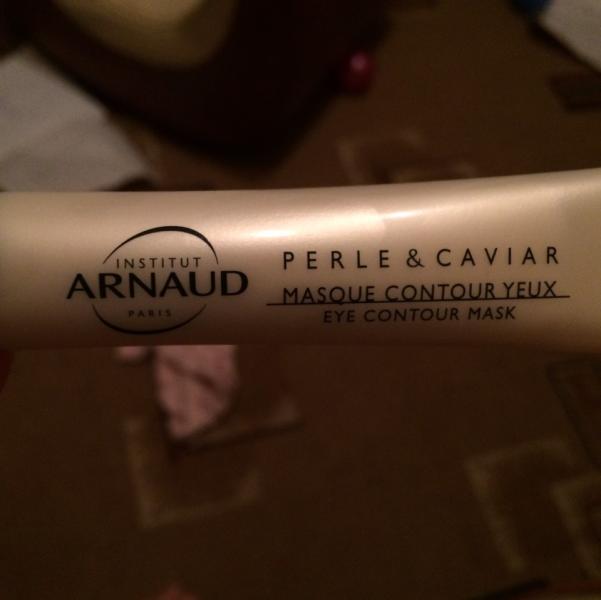 INSTITUT
ARNAUD
PARIS
PERLE & CAVIAR
MASQUE CONTOUR YEUX
EYE CONTOUR MASK